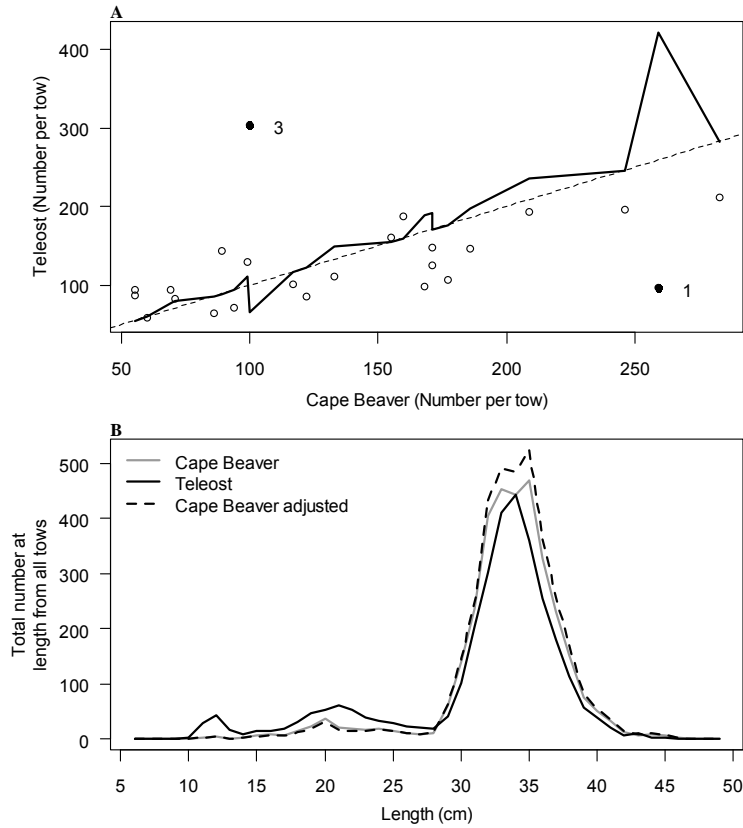 A
400
300
200
100
Teleost (Number per tow)
3
1
50
100
150
200
250
Cape Beaver (Number per tow)
B
Cape Beaver
Teleost
Cape Beaver adjusted
500
400
300
200
100
0
Total number at
length from all tows
5
10
15
20
25
30
35
40
45
50
Length (cm)